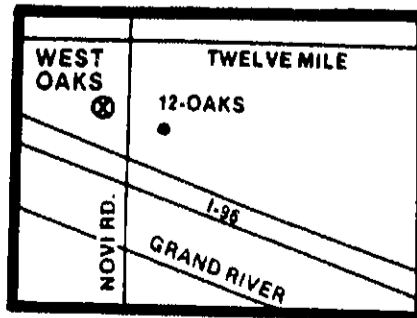 WEST
OAKS
TWELVE MILE
12-OAKS
I-96
NOVI RD.
GRAND RIVER